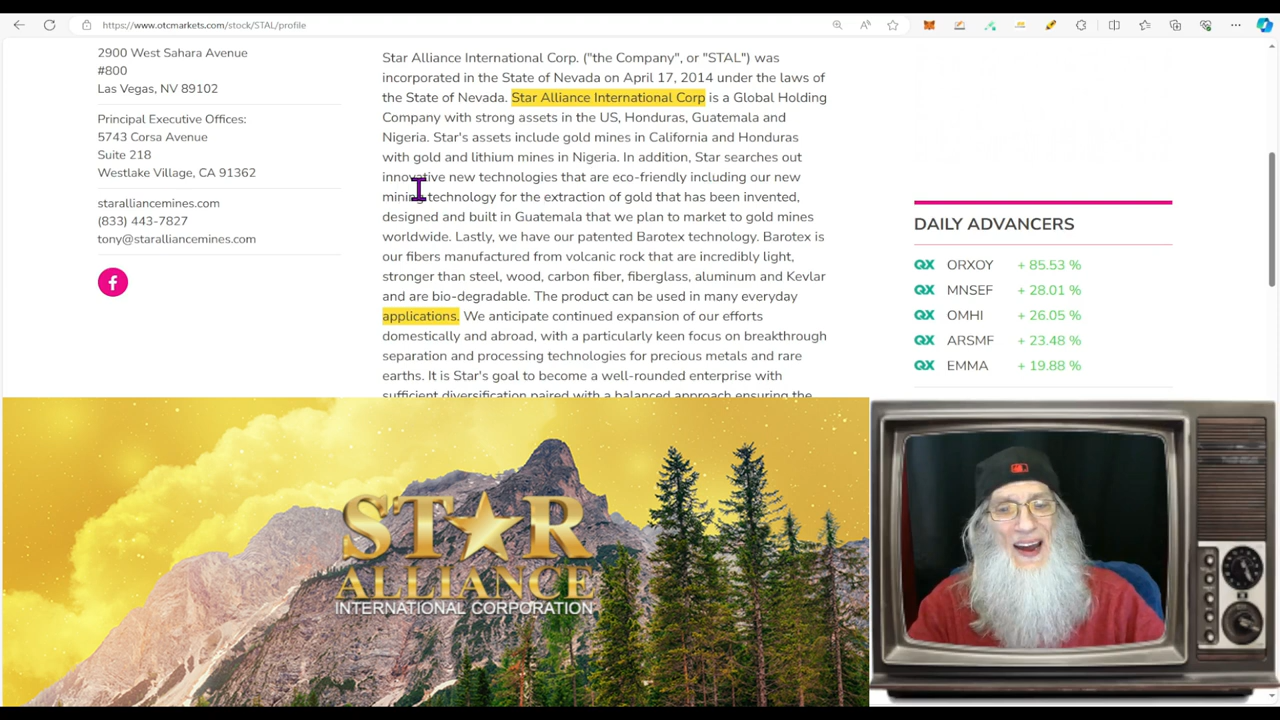 https://www.otcmarkets.com/stock/STAL/profile
2900 West Sahara Avenue
#800
Las Vegas, NV 89102
Principal Executive Offices:
5743 Corsa Avenue
Suite 218
Westlake Village, CA 91362
staralliancemines.com
(833) 443-7827
tony@staralliancemines.com
Star Alliance International Corp. ("the Company", or "STAL") was
incorporated in the State of Nevada on April 17, 2014 under the laws of
the State of Nevada. Star Alliance International Corp is a Global Holding
Company with strong assets in the US, Honduras, Guatemala and
Nigeria. Star's assets include gold mines in California and Honduras
with gold and lithium mines in Nigeria. In addition, Star searches out
innovative new technologies that are eco-friendly including our new
mining technology for the extraction of gold that has been invented,
designed and built in Guatemala that we plan to market to gold mines
worldwide. Lastly, we have our patented Barotex technology. Barotex is
our fibers manufactured from volcanic rock that are incredibly light,
stronger than steel, wood, carbon fiber, fiberglass, aluminum and Kevlar
and are bio-degradable. The product can be used in many everyday
applications. We anticipate continued expansion of our efforts
domestically and abroad, with a particularly keen focus on breakthrough
separation and processing technologies for precious metals and rare
earths. It is Star's goal to become a well-rounded enterprise with
sufficient diversification paired with a balanced approach ensuring the
DAILY ADVANCERS
QX ORXOY + 85.53 %
QX MNSEF + 28.01 %
QX OMHI + 26.05 %
QX ARSMF + 23.48 %
QX EMMA + 19.88 %
STAR
ALLIANCE
INTERNATIONAL CORPORATION